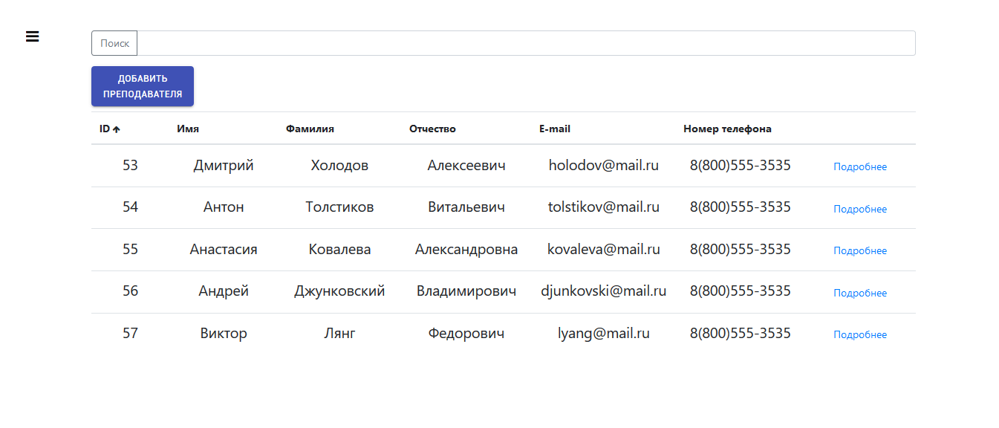 Поиск
ДОБАВИТЬ
ПРЕПОДАВАТЕЛЯ
ID Имя Фамилия Отчество E-mail Номер телефона
53 Дмитрий Холодов Алексеевич holodov@mail.ru 8(800)555-3535 Подробнее
54 Антон Толстиков Витальевич tolstikov@mail.ru 8(800)555-3535 Подробнее
55 Анастасия Ковалева Александровна kovaleva@mail.ru 8(800)555-3535 Подробнее
56 Андрей Джунковский Владимирович djunkovski@mail.ru 8(800)555-3535 Подробнее
57 Виктор Лянг Федорович lyang@mail.ru 8(800)555-3535 Подробнее